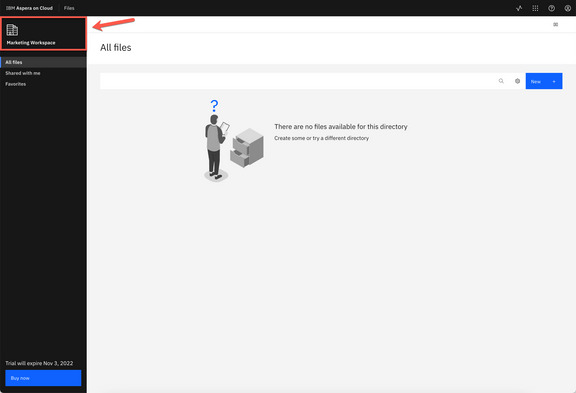 IBM Aspera on Cloud Files
Marketing Workspace
All files
Shared with me
Favorites
Trial will expire Nov 3, 2022
Buy now
All files
New +
?
There are no files available for this directory
Create some or try a different directory